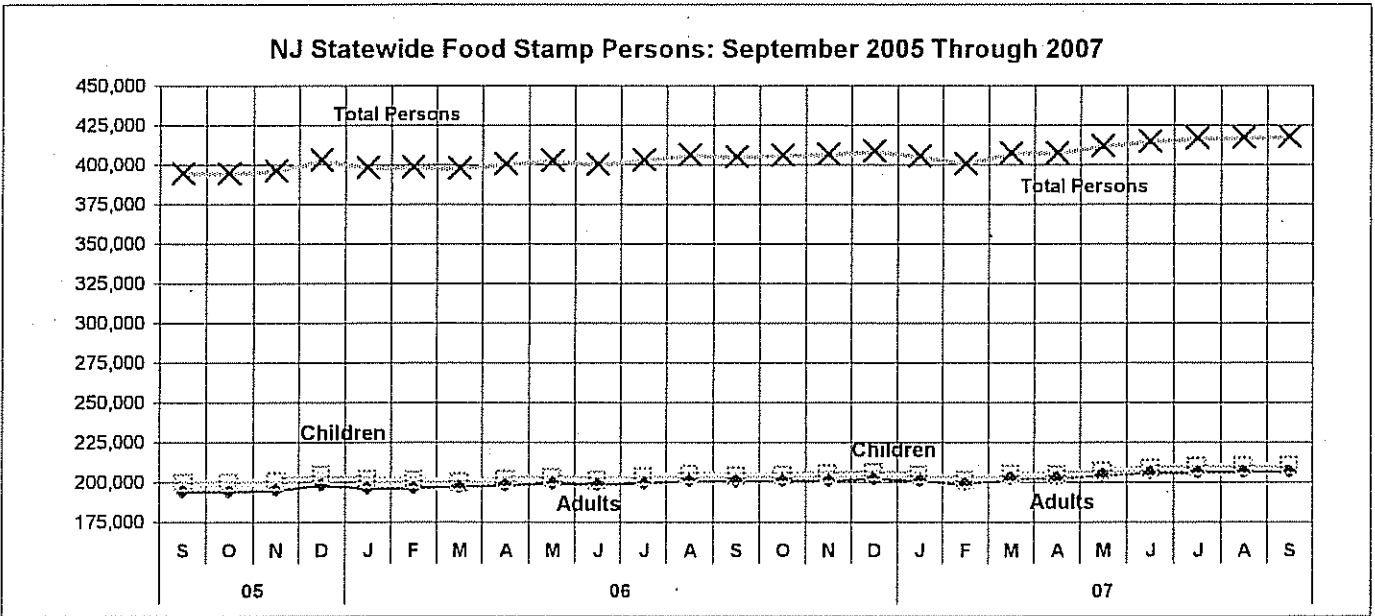 NJ Statewide Food Stamp Persons: September 2005 Through 2007
450,000
Total Persons
425,000
400,000
Total Persons
375,000
350,000
325,000
300,000
275,000
250,000
Children
225,000
Children
200,000
Adults
Adults
175,000
S O N D J F M A M J J A S O N D J F M A M J J A S
05 06 07